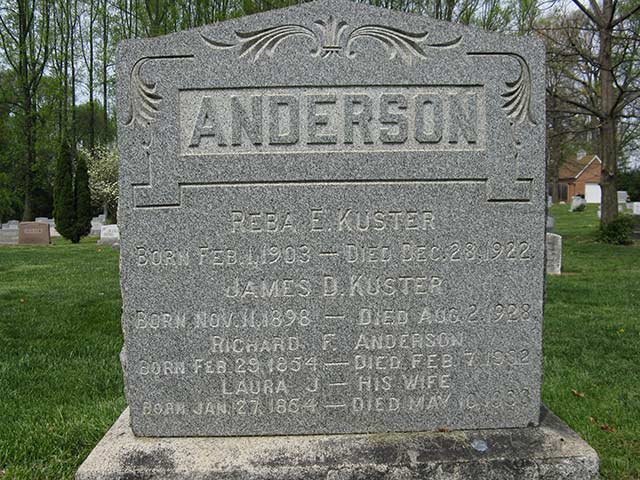 ANDERSON
REBA E. KUSTER
BORN FEB. 1, 1903 — DIED DEC. 28, 1922
JAMES D. KUSTER
BORN NOV. 11, 1898 — DIED AUG. 2, 1928
RICHARD F. ANDERSON
BORN FEB. 23, 1854 — DIED FEB 7,
LAURA J — HIS WIFE
BORN JAN. 27, 1864 — DIED MAY